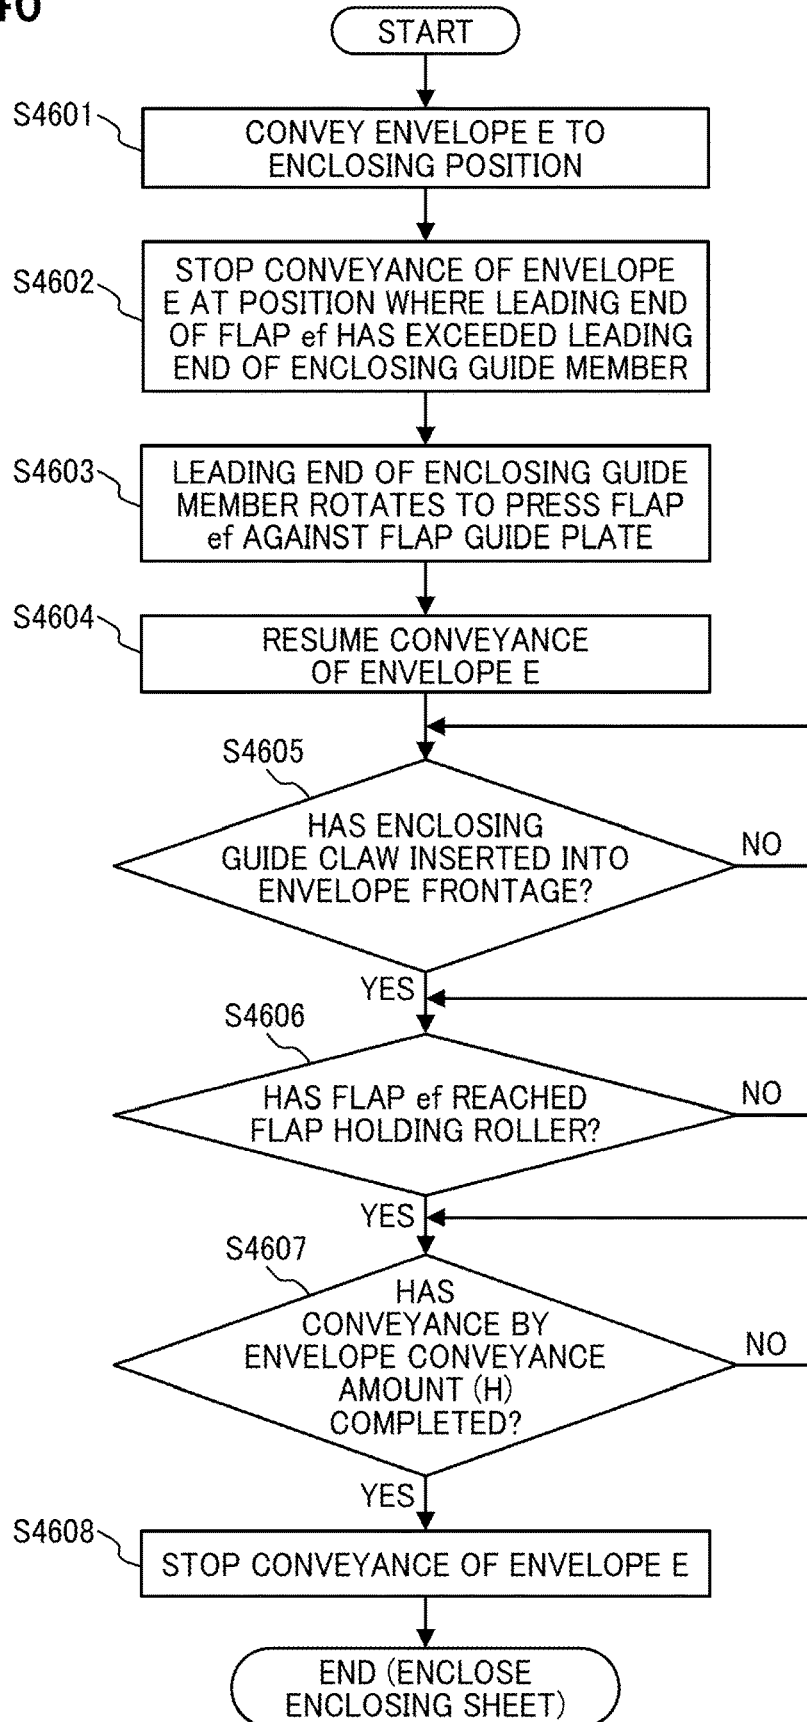 START
S4601
CONVEY ENVELOPE E TO
ENCLOSING POSITION
S4602
STOP CONVEYANCE OF ENVELOPE
E AT POSITION WHERE LEADING END
OF FLAP ef HAS EXCEEDED LEADING
END OF ENCLOSING GUIDE MEMBER
S4603
LEADING END OF ENCLOSING GUIDE
MEMBER ROTATES TO PRESS FLAP
ef AGAINST FLAP GUIDE PLATE
S4604
RESUME CONVEYANCE
OF ENVELOPE E
S4605
HAS ENCLOSING
GUIDE CLAW INSERTED INTO
ENVELOPE FRONTAGE?
NO
YES
S4606
HAS FLAP ef REACHED
FLAP HOLDING ROLLER?
NO
YES
S4607
HAS
CONVEYANCE BY
ENVELOPE CONVEYANCE
AMOUNT (H)
COMPLETED?
NO
YES
S4608
STOP CONVEYANCE OF ENVELOPE E
END (ENCLOSE
ENCLOSING SHEET)